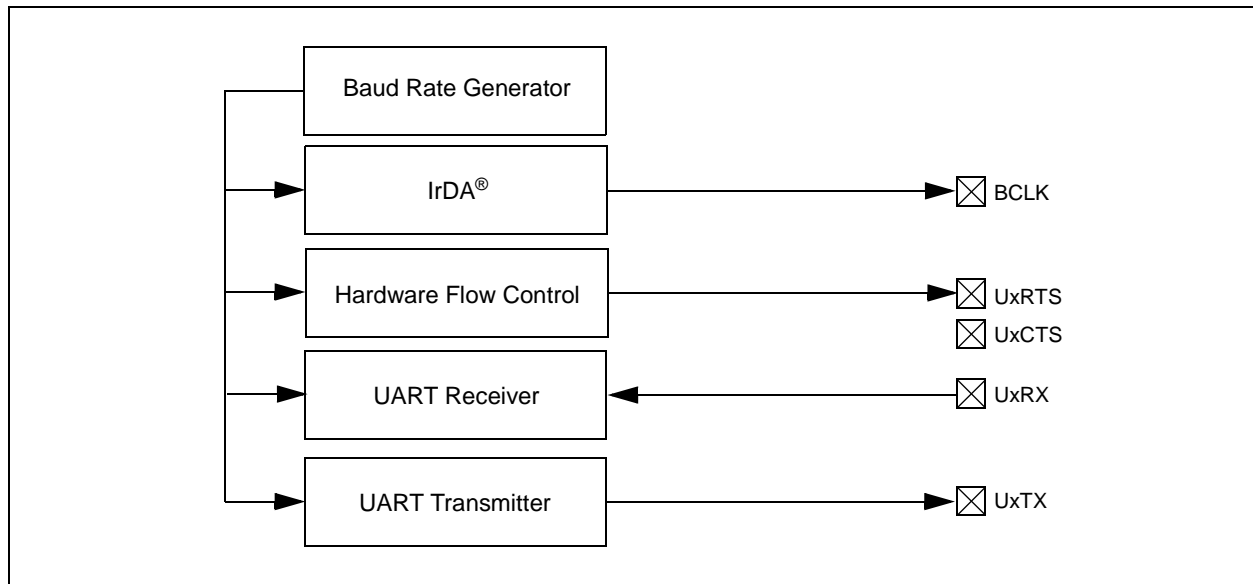 Baud Rate Generator
IrDA®
BCLK
Hardware Flow Control
UxRTS
UxCTS
UART Receiver
UxRX
UART Transmitter
UxTX